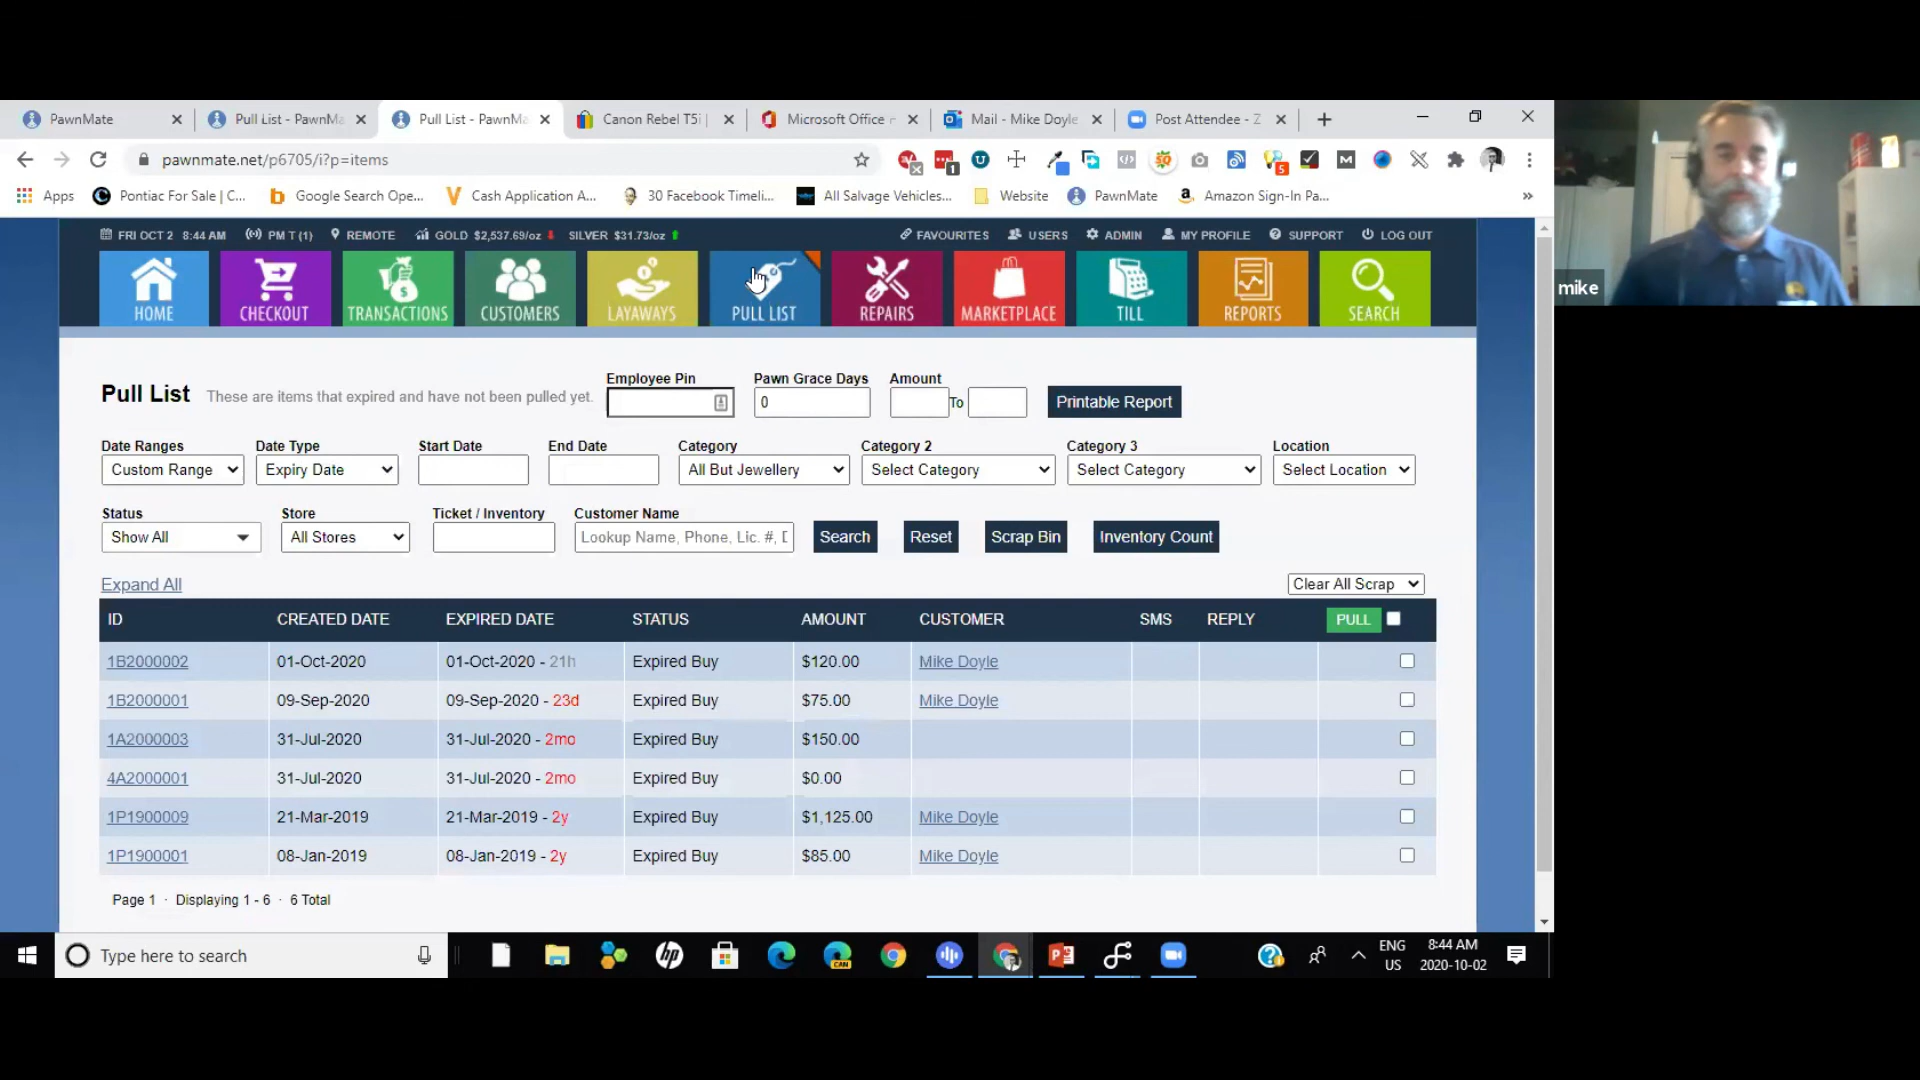 PawnMate
Pull List - PawnMa
Pull List - PawnMa
Canon Rebel T5i |
Microsoft Office
Mail - Mike Doyle
Post Attendee - Z
pawnmate.net/p6705/i?p=items
Apps
Pontiac For Sale | C...
Google Search Ope...
Cash Application A...
30 Facebook Timeli...
All Salvage Vehicles...
Website
PawnMate
Amazon Sign-In Pa...
FRI OCT 2 8:44 AM
PM T (1)
REMOTE
GOLD $2,537.69/oz
SILVER $31.73/oz
FAVOURITES
USERS
ADMIN
MY PROFILE
SUPPORT
LOG OUT
HOME
CHECKOUT
TRANSACTIONS
CUSTOMERS
LAYAWAYS
PULL LIST
REPAIRS
MARKETPLACE
TILL
REPORTS
SEARCH
mike
Pull List These are items that expired and have not been pulled yet.
Employee Pin
Pawn Grace Days
0
Amount
To
Printable Report
Date Ranges
Custom Range
Date Type
Expiry Date
Start Date
End Date
Category
All But Jewellery
Category 2
Select Category
Category 3
Select Category
Location
Select Location
Status
Show All
Store
All Stores
Ticket / Inventory
Customer Name
Lookup Name, Phone, Lic. #, D
Search
Reset
Scrap Bin
Inventory Count
Expand All
Clear All Scrap
ID CREATED DATE EXPIRED DATE STATUS AMOUNT CUSTOMER SMS REPLY PULL
1B2000002 01-Oct-2020 01-Oct-2020 - 21h Expired Buy $120.00 Mike Doyle
1B2000001 09-Sep-2020 09-Sep-2020 - 23d Expired Buy $75.00 Mike Doyle
1A2000003 31-Jul-2020 31-Jul-2020 - 2mo Expired Buy $150.00
4A2000001 31-Jul-2020 31-Jul-2020 - 2mo Expired Buy $0.00
1P1900009 21-Mar-2019 21-Mar-2019 - 2y Expired Buy $1,125.00 Mike Doyle
1P1900001 08-Jan-2019 08-Jan-2019 - 2y Expired Buy $85.00 Mike Doyle
Page 1 · Displaying 1 - 6 · 6 Total
Type here to search
ENG
US
8:44 AM
2020-10-02